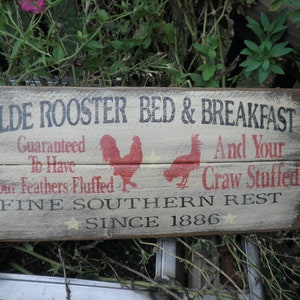 LDE ROOSTER BED & BREAKFAST
Guaranteed
To Have
our Feathers Fluffed
And Your
Craw Stuffed
FINE SOUTHERN REST
SINCE 1886